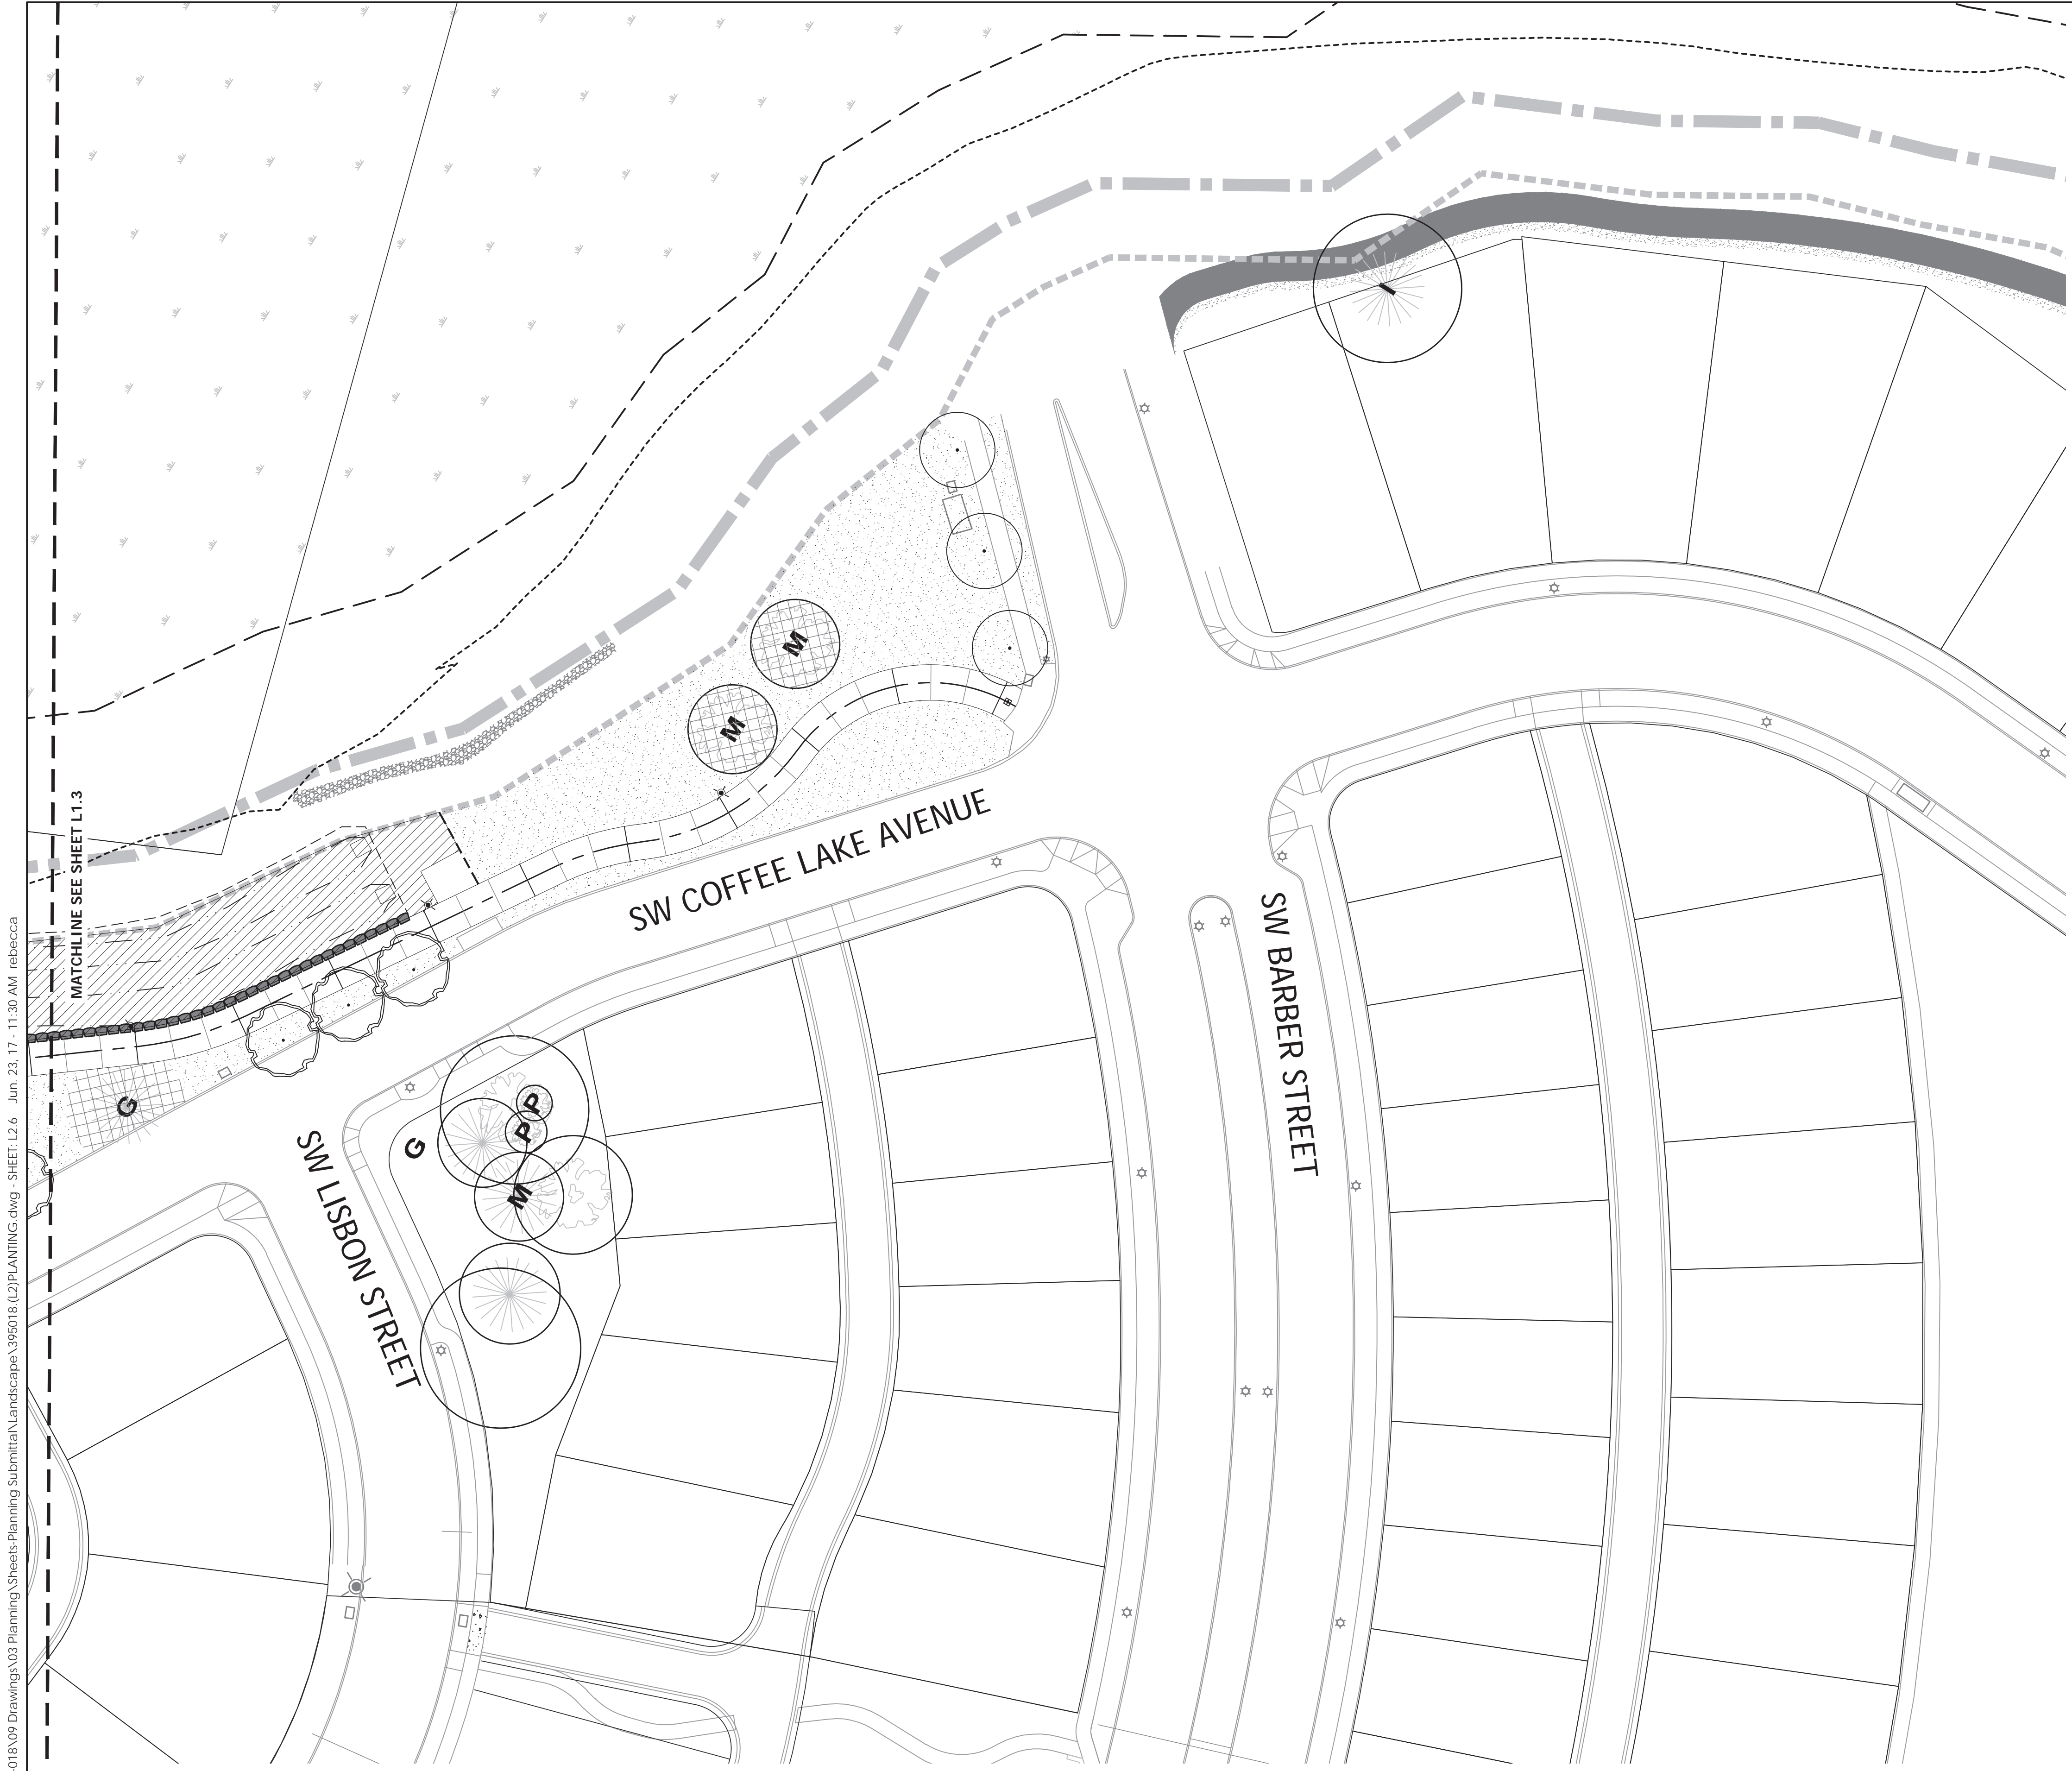 MATCHLINE SEE SHEET L1.3
M
M
SW COFFEE LAKE AVENUE
SW BARBER STREET
G
G
P
P
M
SW LISBON STREET
018\09 Drawings\03 Planning\Sheets-Planning Submittal\Landscape\395018.(L2)PLANTING.dwg - SHEET: L2.6 Jun. 23, 17 - 11:30 AM rebecca